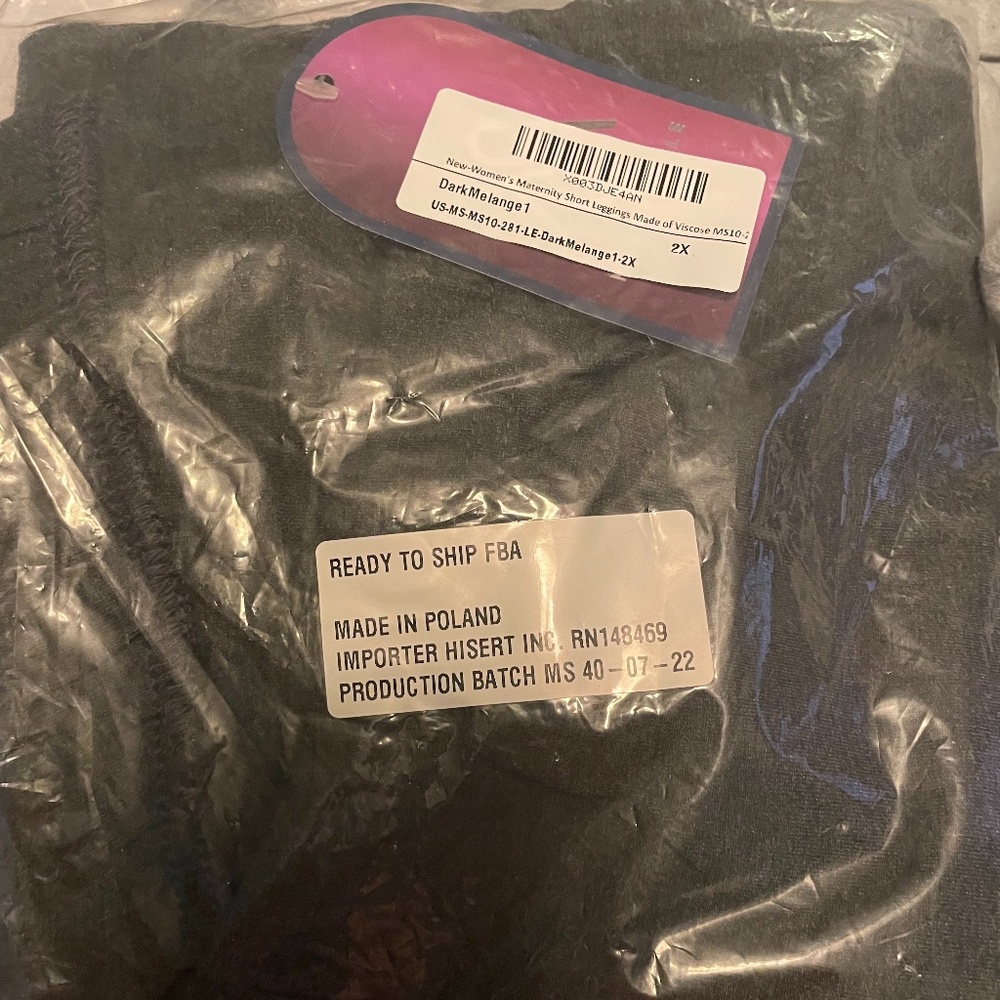 X003DJE4AN
New-Women's Maternity Short Leggings Made of Viscose MS10-2
DarkMelange1
2X
US-MS-MS10-281-LE-DarkMelange1-2X
READY TO SHIP FBA
MADE IN POLAND
IMPORTER HISERT INC. RN148469
PRODUCTION BATCH MS 40-07-22